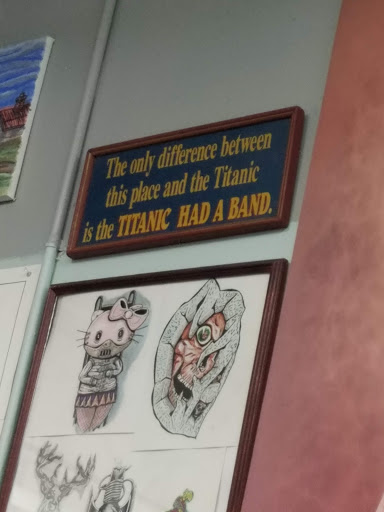 The only difference between
this place and the Titanic
is the TITANIC HAD A BAND.